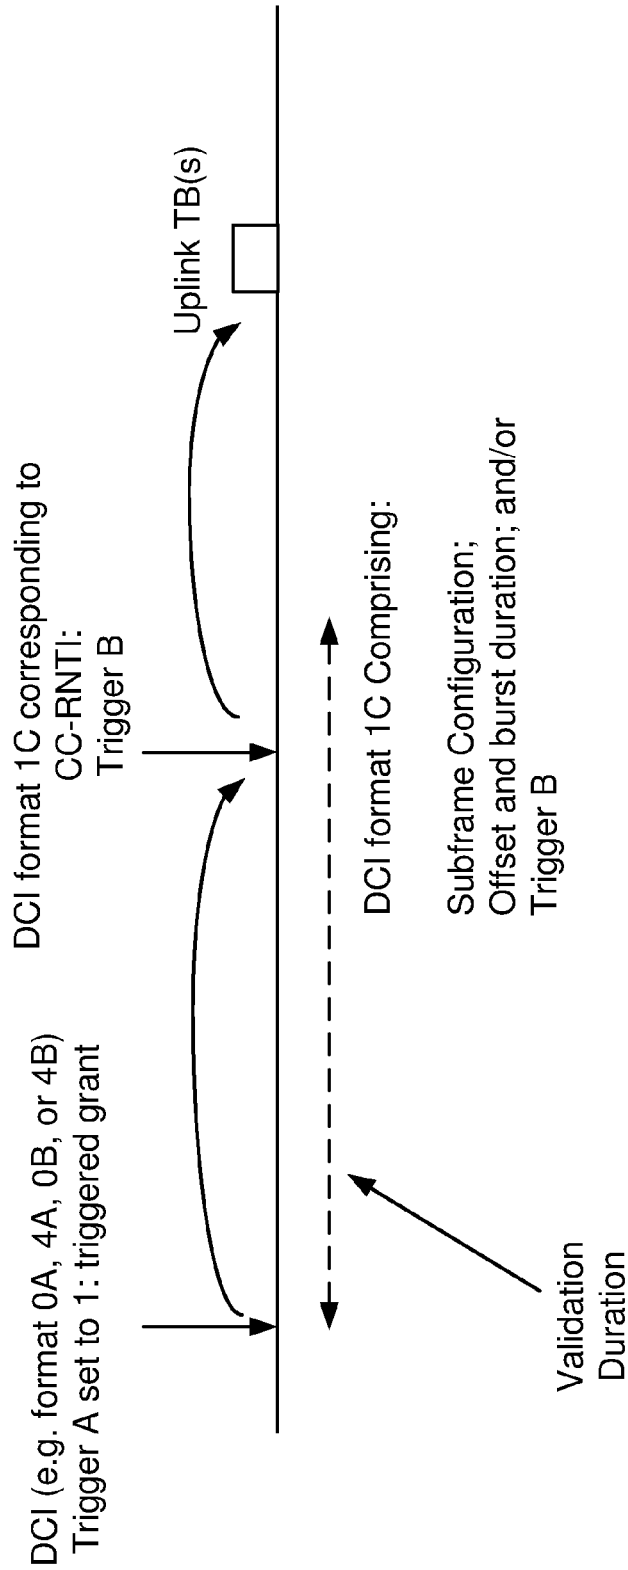 DCI (e.g. format 0A, 4A, 0B, or 4B)
Trigger A set to 1: triggered grant
DCI format 1C corresponding to
CC-RNTI:
Trigger B
Uplink TB(s)
Validation
Duration
DCI format 1C Comprising:
Subframe Configuration;
Offset and burst duration; and/or
Trigger B